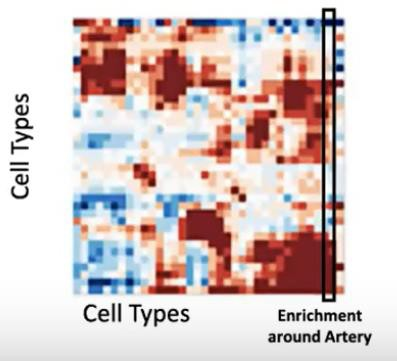 Cell Types
Cell Types
Enrichment
around Artery